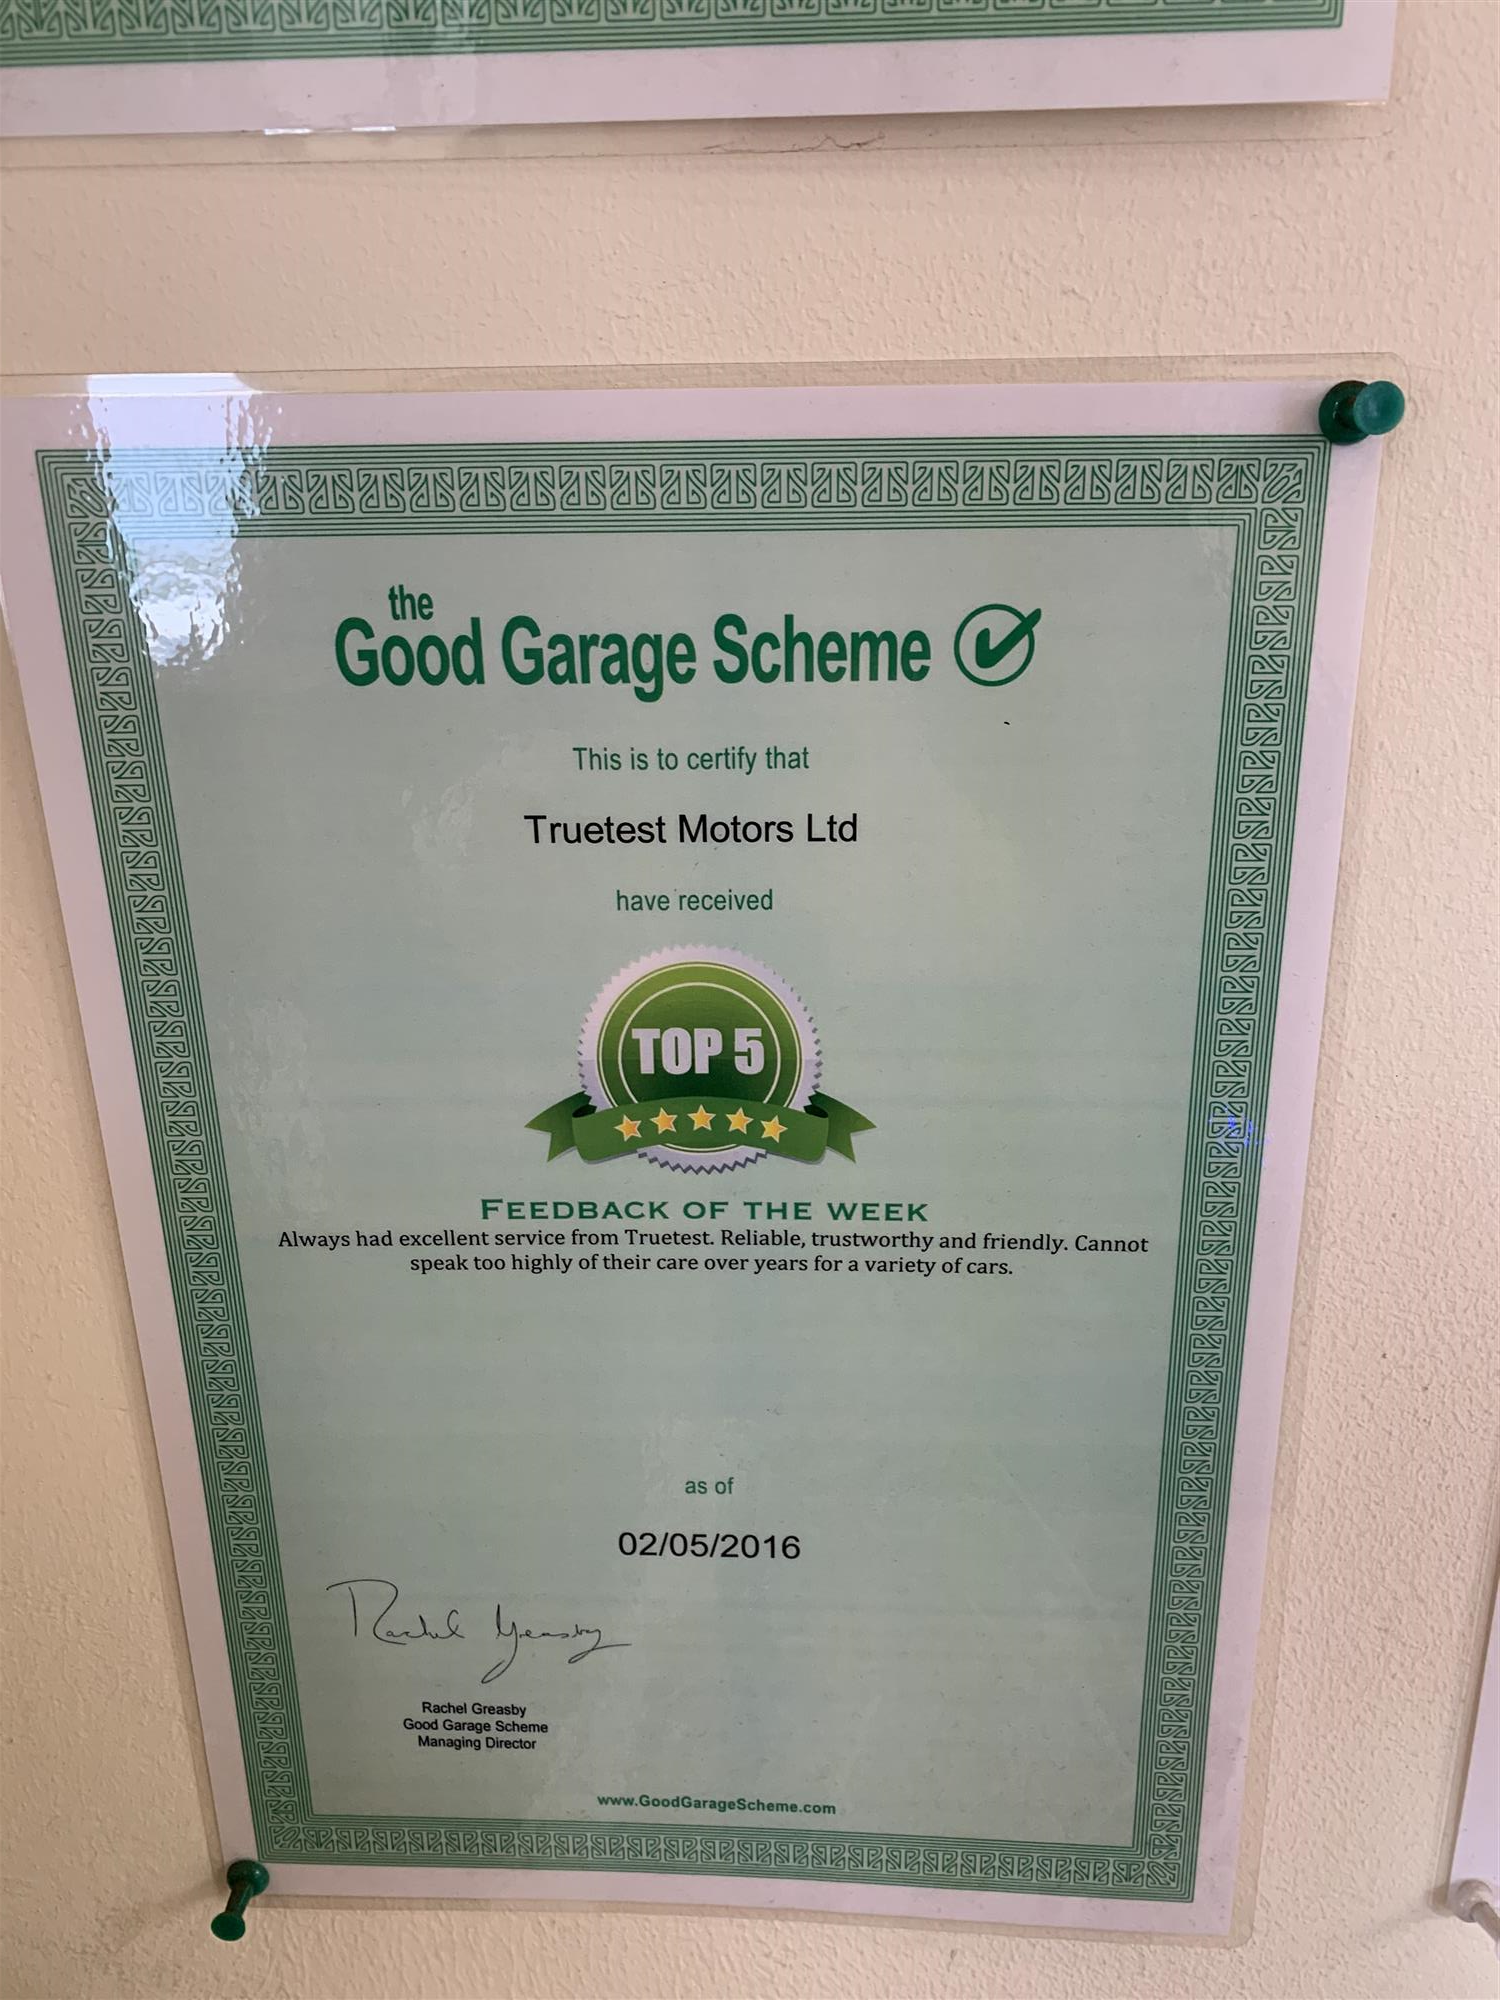 the
Good Garage Scheme
This is to certify that
Truetest Motors Ltd
have received
TOP 5
FEEDBACK OF THE WEEK
Always had excellent service from Truetest. Reliable, trustworthy and friendly. Cannot
speak too highly of their care over years for a variety of cars.
as of
02/05/2016
Rachel Greasby
Rachel Greasby
Good Garage Scheme
Managing Director
www.GoodGarageScheme.com